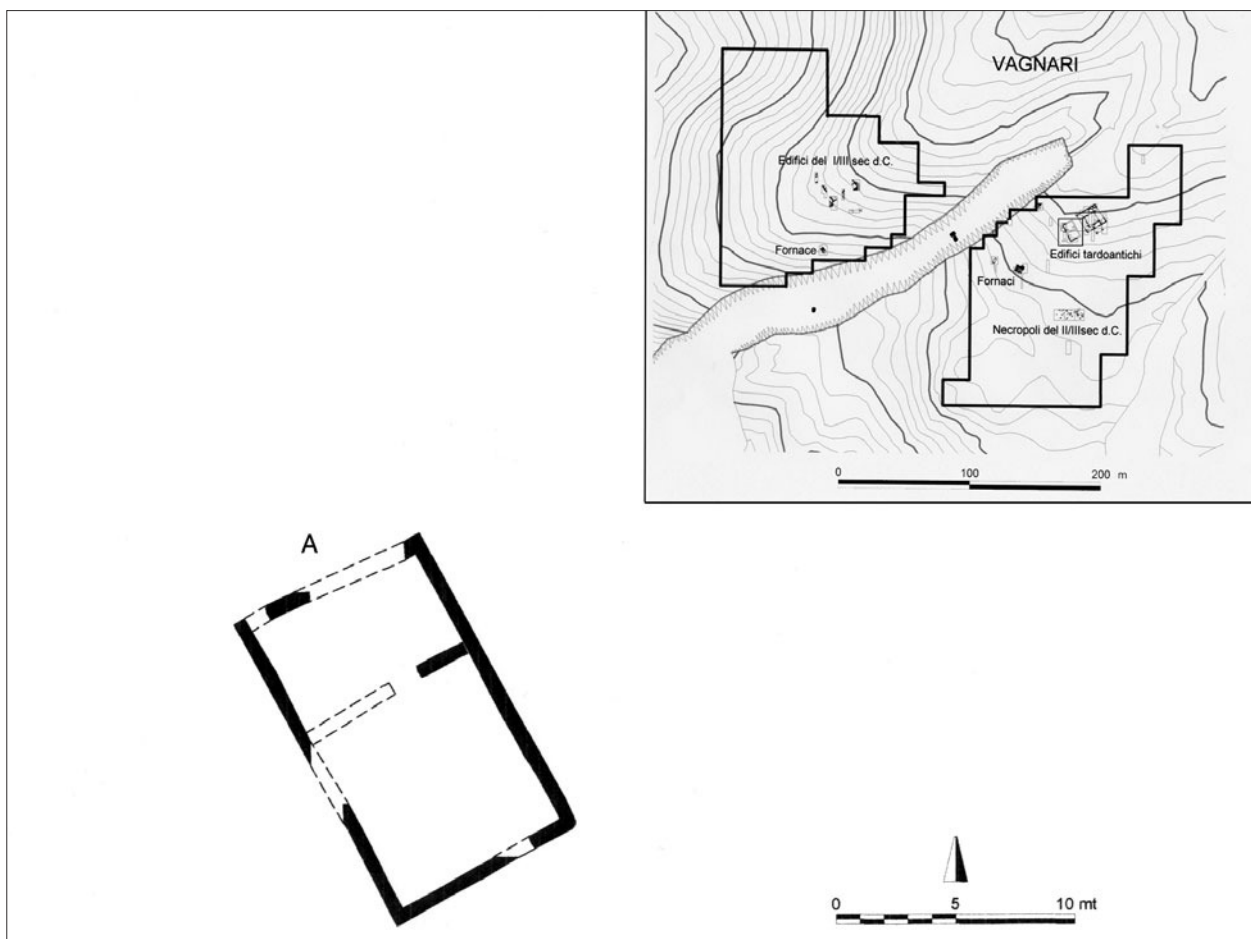 VAGNARI
Edifici del I/III sec d.C.
Fornace
Edifici tardoantichi
Fornaci
Necropoli del II/IIIsec d.C.
0 100 200 m
A
0 5 10 mt